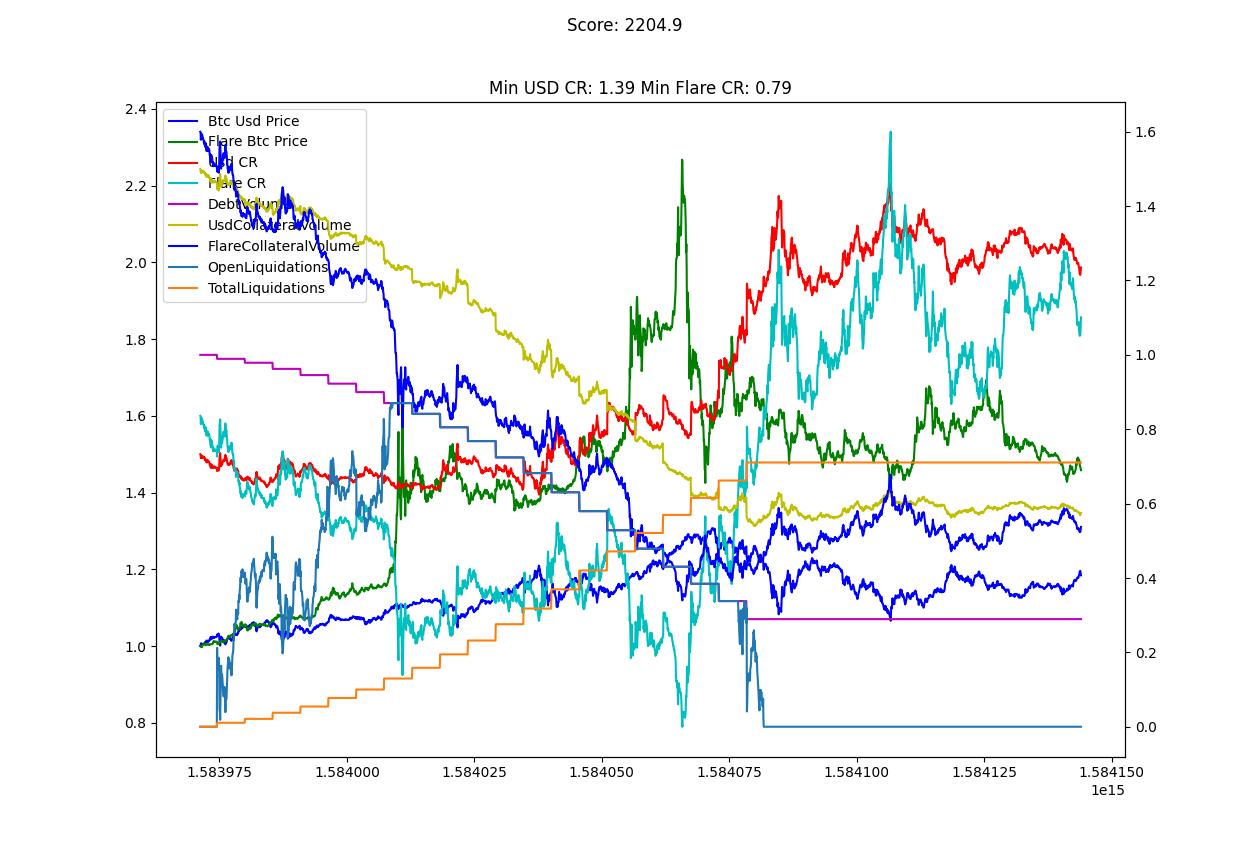 Score: 2204.9
Min USD CR: 1.39 Min Flare CR: 0.79
2.4
2.2
2.0
1.8
1.6
1.4
1.2
1.0
0.8
Btc Usd Price
Flare Btc Price
Usd CR
Flare CR
DebtVolume
UsdCollateralVolume
FlareCollateralVolume
OpenLiquidations
TotalLiquidations
1.6
1.4
1.2
1.0
0.8
0.6
0.4
0.2
0.0
1.583975 1.584000 1.584025 1.584050 1.584075 1.584100 1.584125 1.584150
1e15